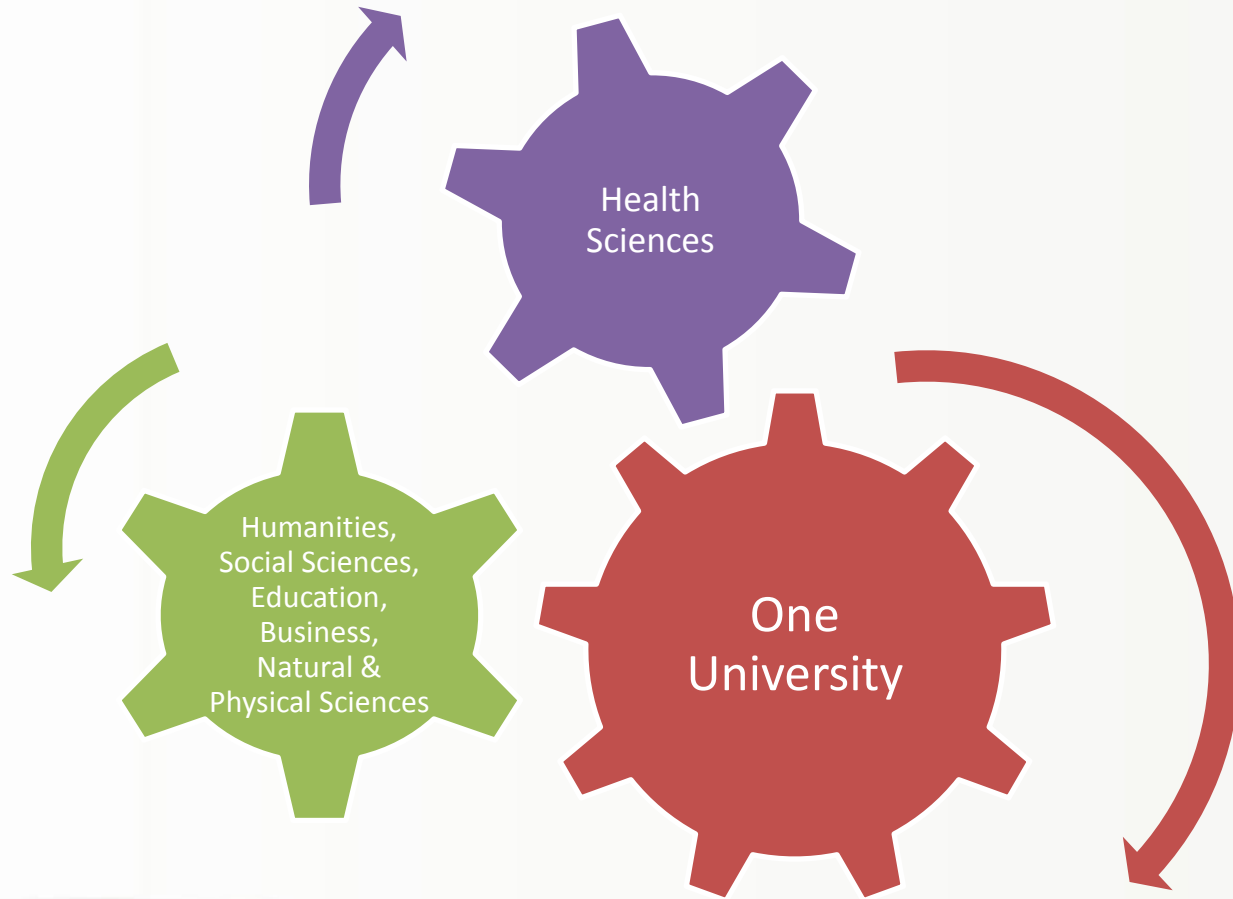 Health
Sciences
Humanities,
Social Sciences,
Education,
Business,
Natural &
Physical Sciences
One
University